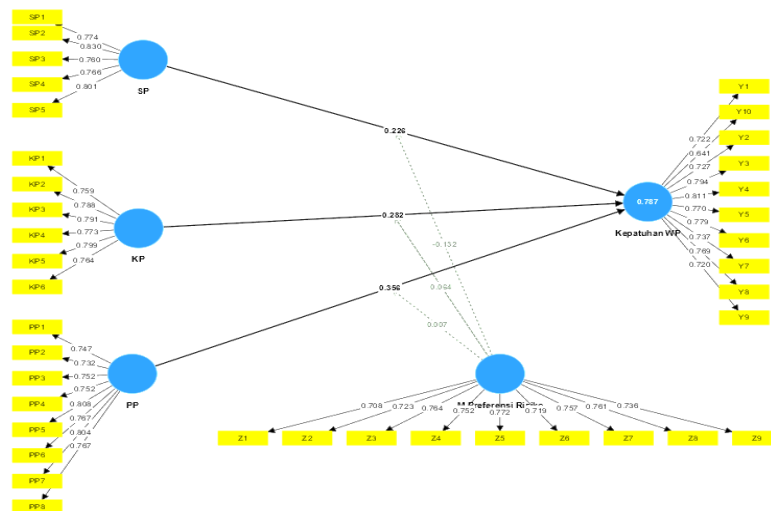 SP1
SP2
SP3
SP4
SP5
0.774
0.830
0.760
0.766
0.801
SP
KP1
KP2
KP3
KP4
KP5
KP6
0.759
0.788
0.791
0.773
0.799
0.764
KP
PP1
PP2
PP3
PP4
PP5
PP6
PP7
PP8
0.747
0.732
0.752
0.752
0.808
0.767
0.804
0.767
PP
0.226
0.282
0.356
0.007
0.787
Kepatuhan WP
Y1
Y10
Y2
Y3
Y4
Y5
Y6
Y7
Y8
Y9
0.722
0.641
0.727
0.794
0.811
0.770
0.779
0.737
0.769
0.720
M Preferensi Risiko
0.708
0.723
0.764
0.752
0.772
0.719
0.757
0.761
0.736
Z1
Z2
Z3
Z4
Z5
Z6
Z7
Z8
Z9